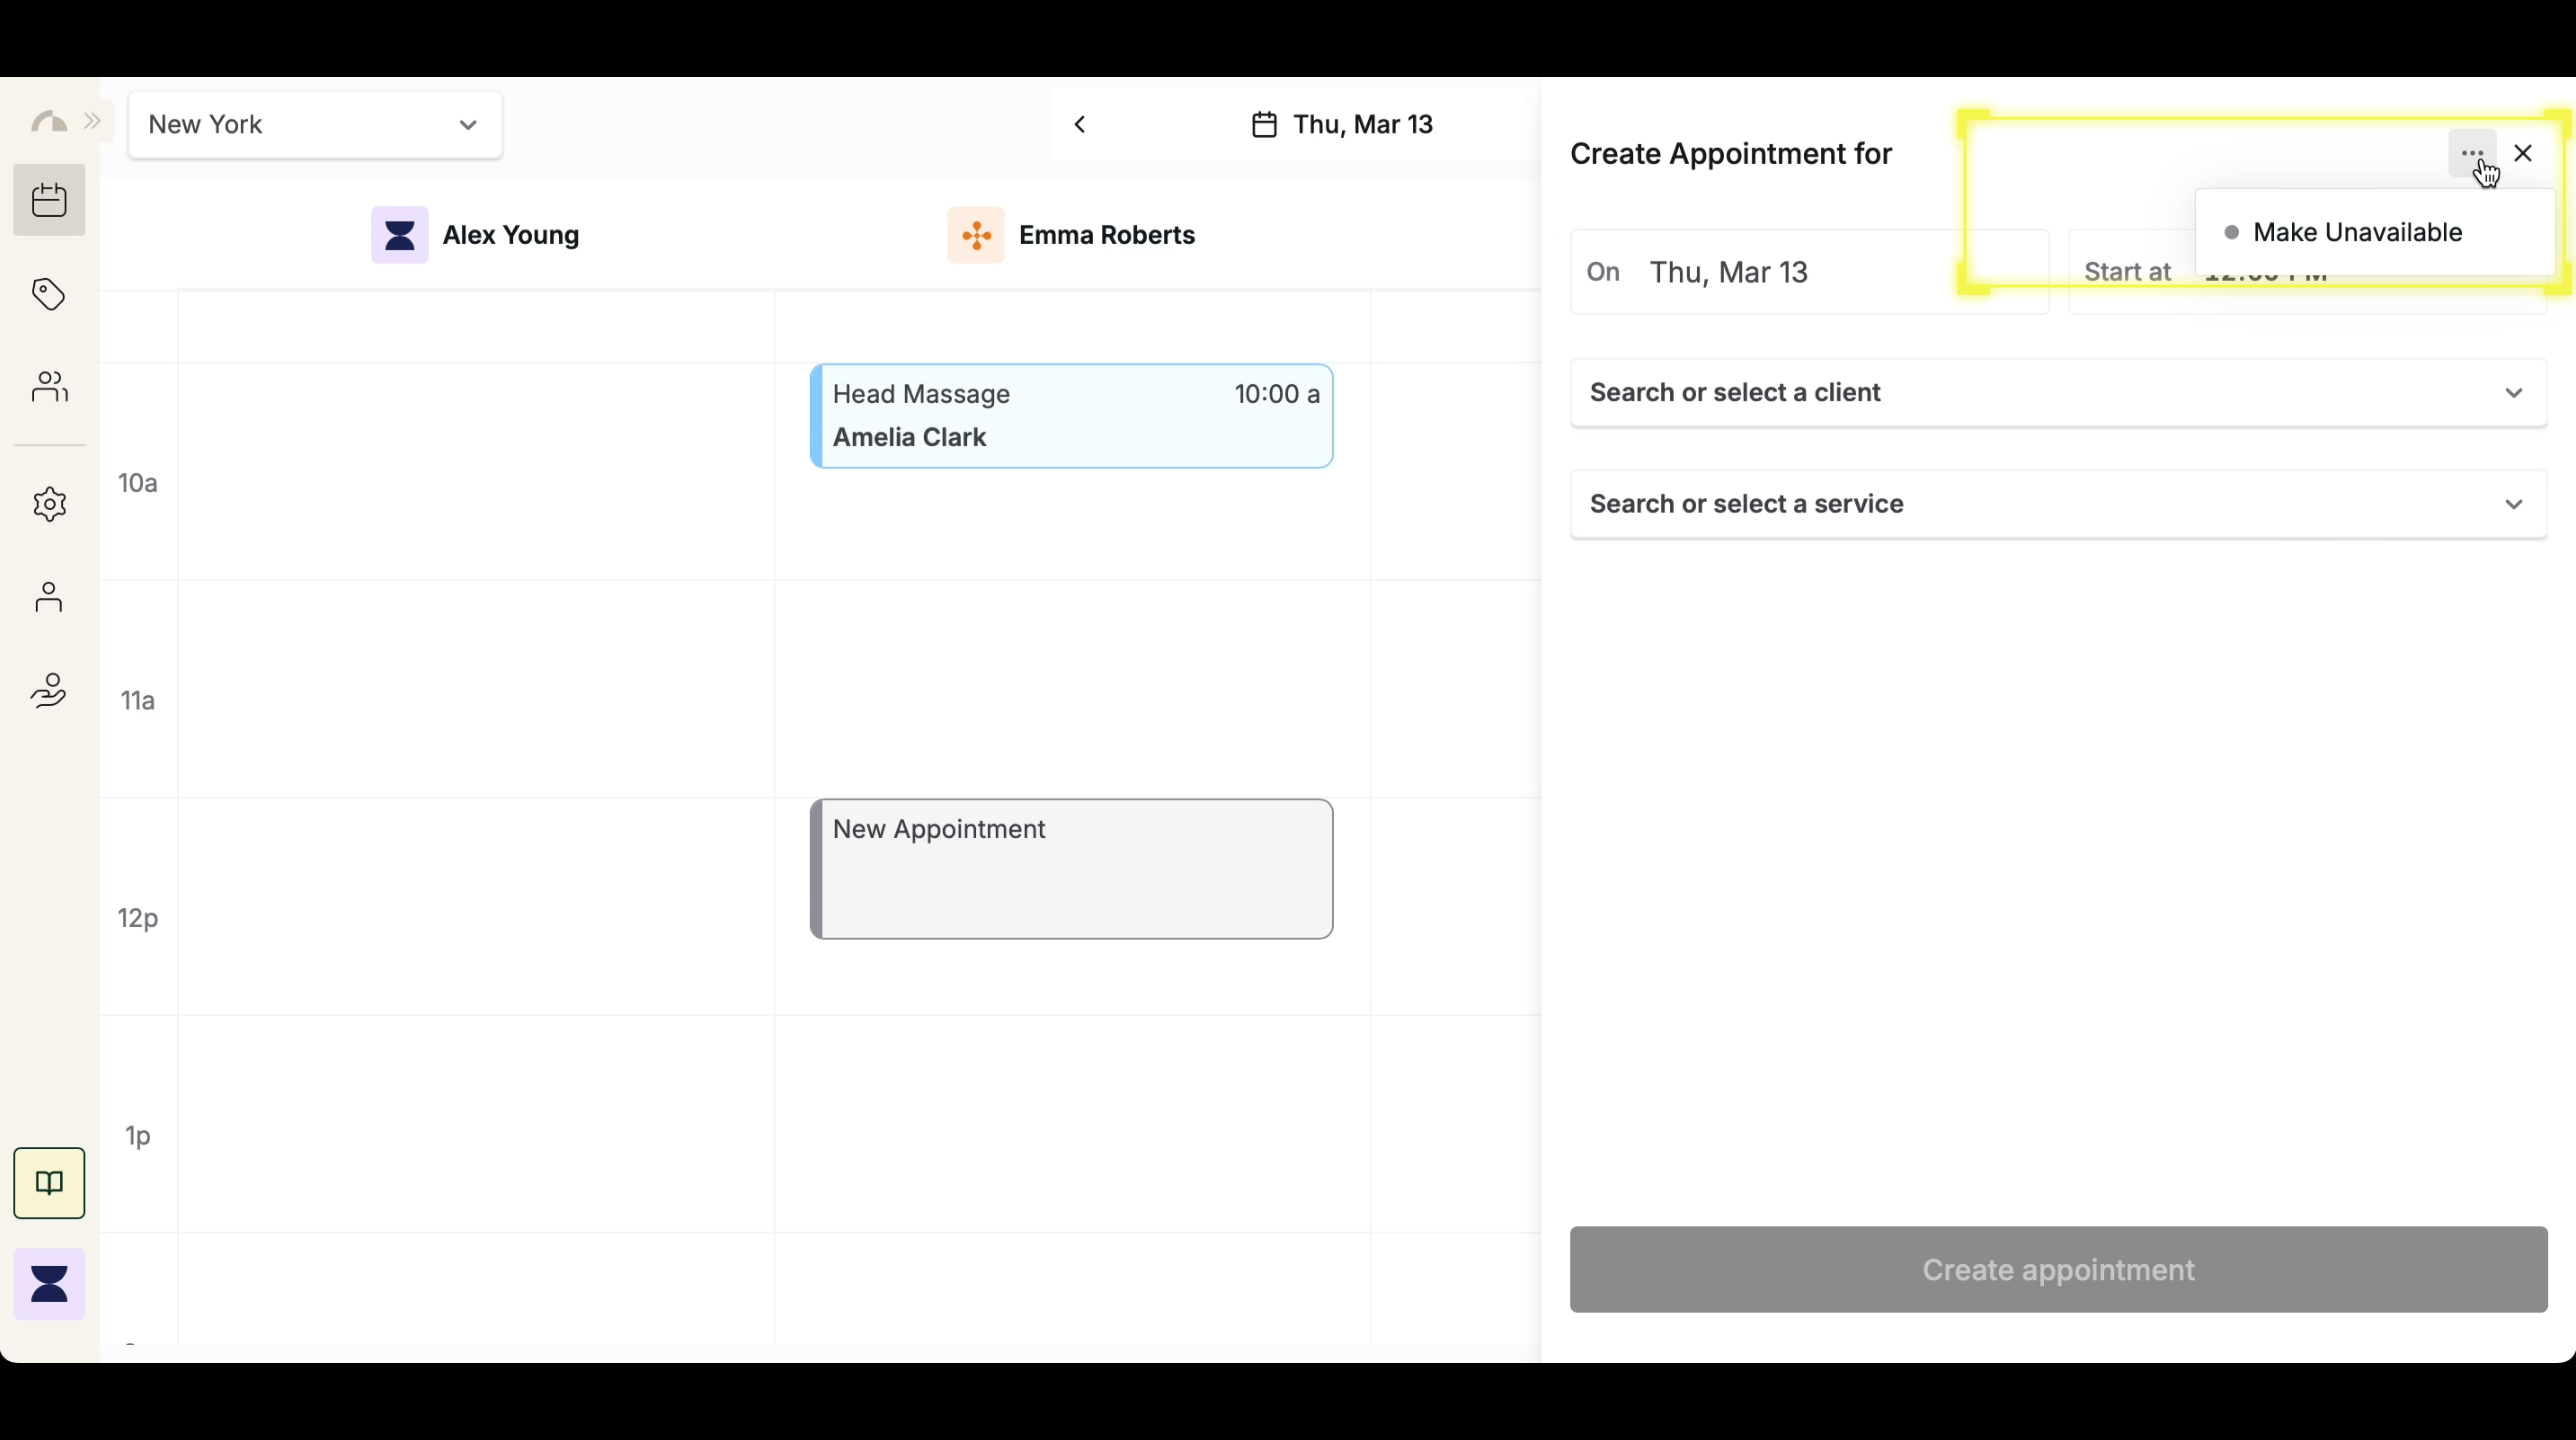 New York
Thu, Mar 13
Alex Young
Emma Roberts
Head Massage 10:00 a
Amelia Clark
10a
11a
New Appointment
12p
1p
Create Appointment for
Make Unavailable
On Thu, Mar 13
Start at
Search or select a client
Search or select a service
Create appointment